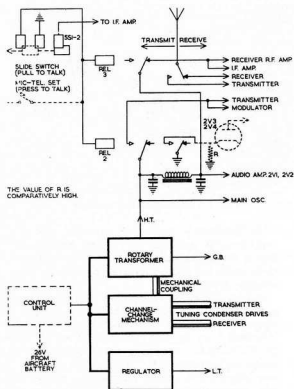 SSI-2
TO I.F. AMP.
SLIDE SWITCH
(PULL TO TALK)
MIC-TEL SET
(PRESS TO TALK)
REL
3
TRANSMIT
RECEIVE
RECEIVER R.F. AMP
I.F. AMP.
RECEIVER
TRANSMITTER
TRANSMITTER
MODULATOR
REL
2
2V3
2V4
R
AUDIO AMP. 2V1, 2V2
MAIN OSC.
THE VALUE OF R IS
COMPARATIVELY HIGH.
H.T.
ROTARY
TRANSFORMER
G.B.
MECHANICAL
COUPLING
CONTROL
UNIT
CHANNEL-
CHANGE
MECHANISM
TRANSMITTER
TUNING CONDENSER DRIVES
RECEIVER
26V
FROM
AIRCRAFT
BATTERY
REGULATOR
L.T.